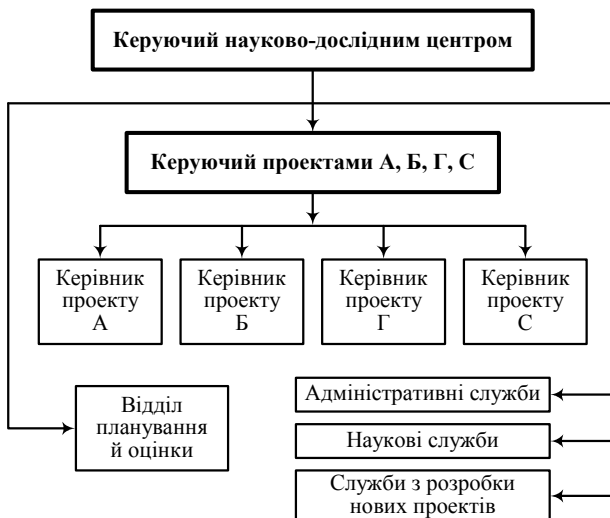 Керуючий науково-дослідним центром
Керуючий проектами А, Б, Г, С
Керівник
проекту
А
Керівник
проекту
Б
Керівник
проекту
Г
Керівник
проекту
С
Відділ
планування
й оцінки
Адміністративні служби
Наукові служби
Служби з розробки
нових проектів